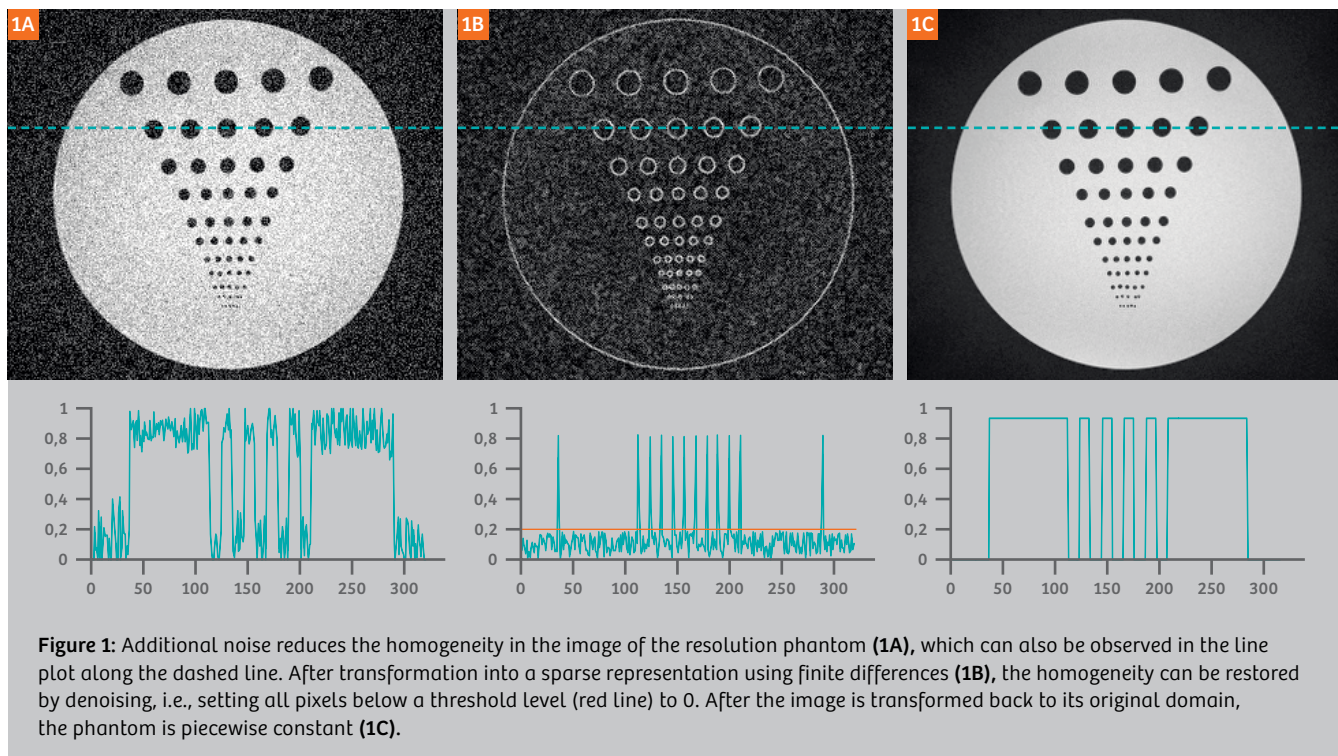 1A
1B
1C
1
0,8
0,6
0,4
0,2
0
0 50 100 150 200 250 300
1
0,8
0,6
0,4
0,2
0
0 50 100 150 200 250 300
1
0,8
0,6
0,4
0,2
0
0 50 100 150 200 250 300
Figure 1: Additional noise reduces the homogeneity in the image of the resolution phantom (1A), which can also be observed in the line
plot along the dashed line. After transformation into a sparse representation using finite differences (1B), the homogeneity can be restored
by denoising, i.e., setting all pixels below a threshold level (red line) to 0. After the image is transformed back to its original domain,
the phantom is piecewise constant (1C).